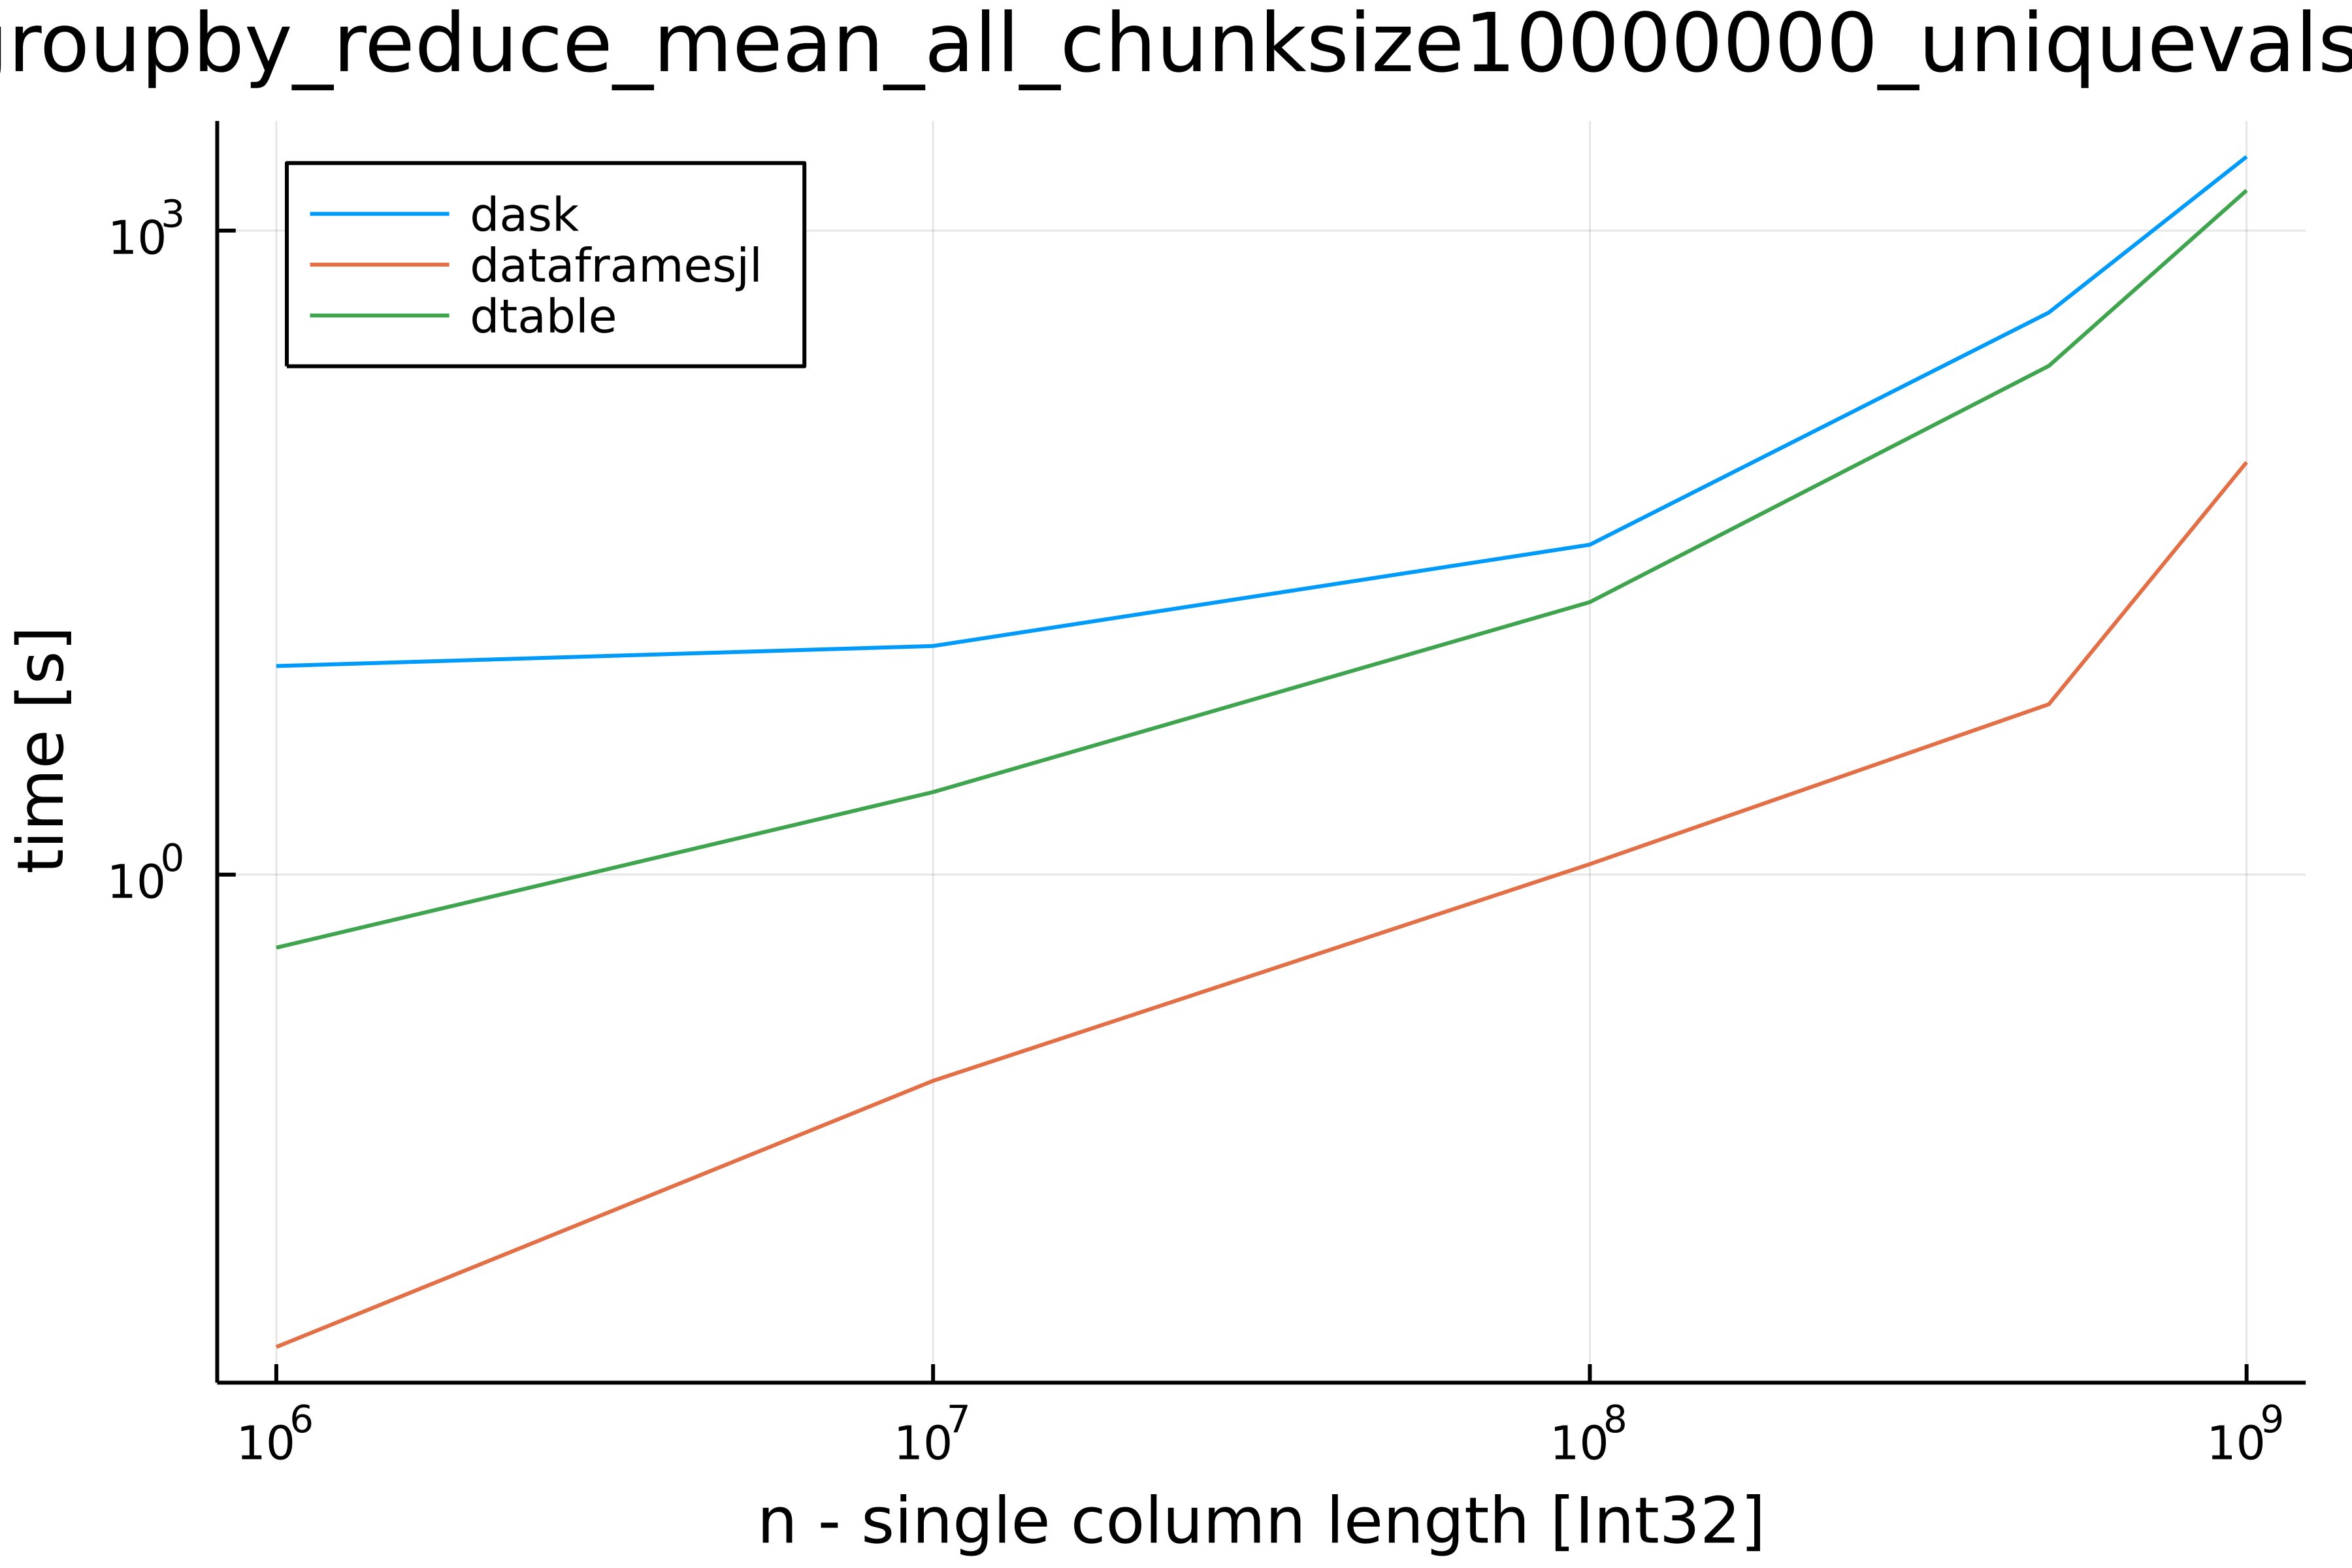 roupby_reduce_mean_all_chunksize10000000_uniquevals
10^3
dask
dataframesjl
dtable
time [s]
10^0
10^6 10^7 10^8 10^9
n - single column length [Int32]